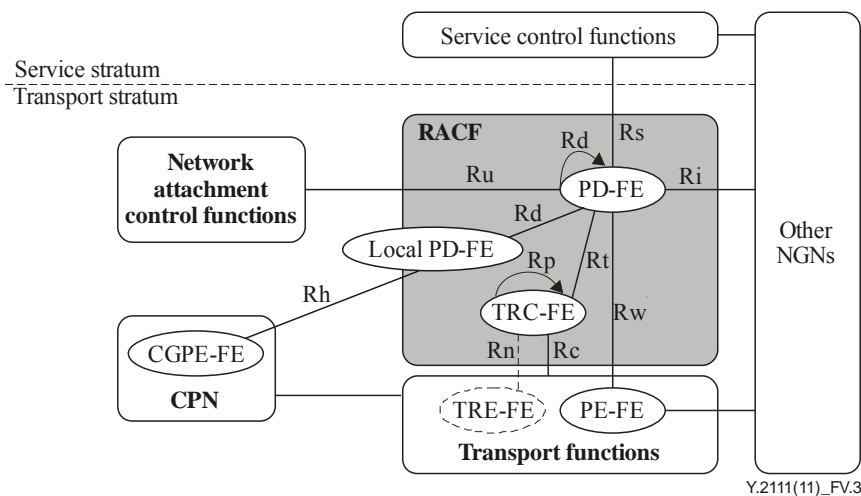 Service control functions
Service stratum
Transport stratum
RACF
Rd
Rs
Network
attachment
control functions
Ru
PD-FE
Ri
Rd
Other
NGNs
Local PD-FE
Rp
Rt
Rh
TRC-FE
Rw
CGPE-FE
Rn
Rc
CPN
TRE-FE
PE-FE
Transport functions
Y.2111(11)_FV.3